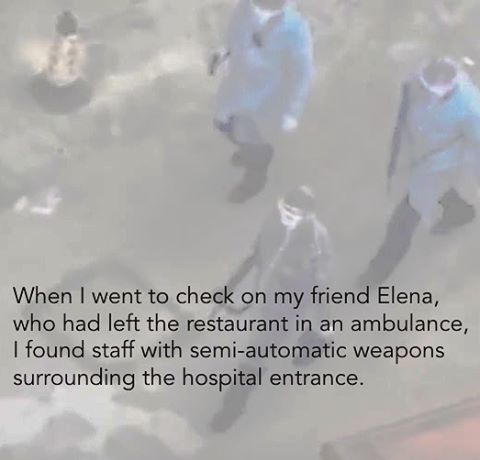 When I went to check on my friend Elena,
who had left the restaurant in an ambulance,
I found staff with semi-automatic weapons
surrounding the hospital entrance.